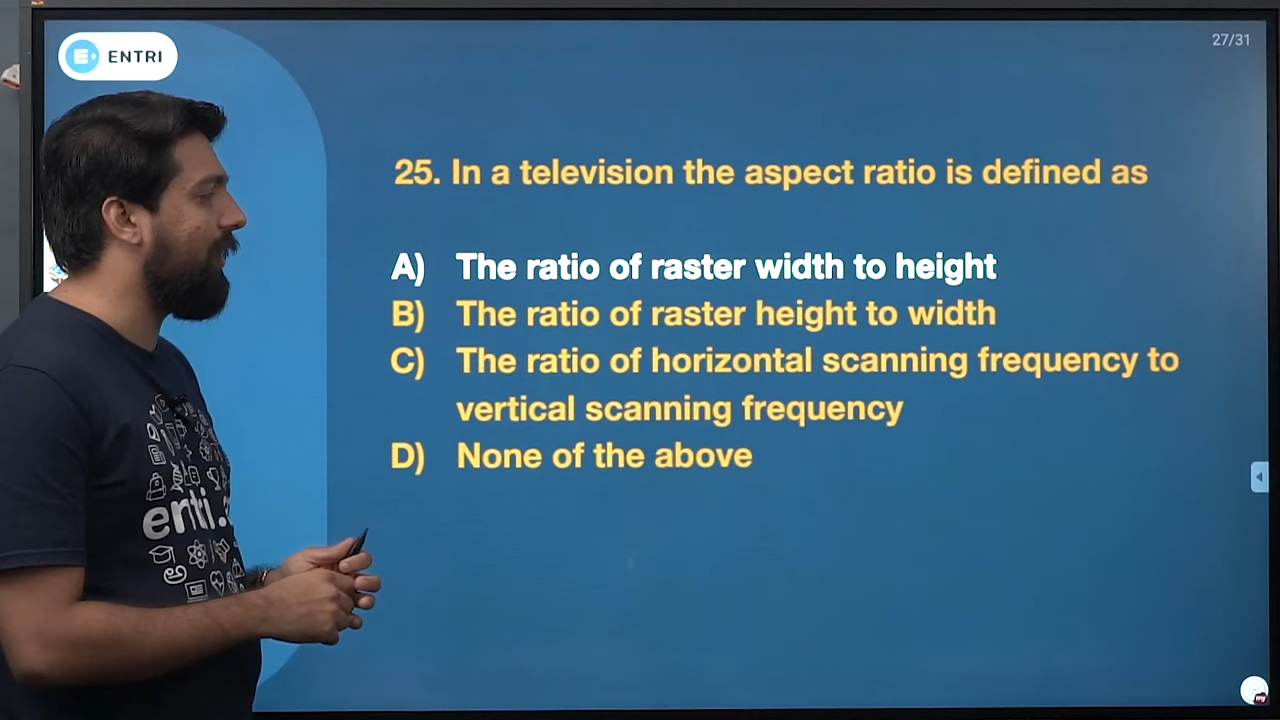 ENTRI
27/31
25. In a television the aspect ratio is defined as
A) The ratio of raster width to height
B) The ratio of raster height to width
C) The ratio of horizontal scanning frequency to
vertical scanning frequency
D) None of the above